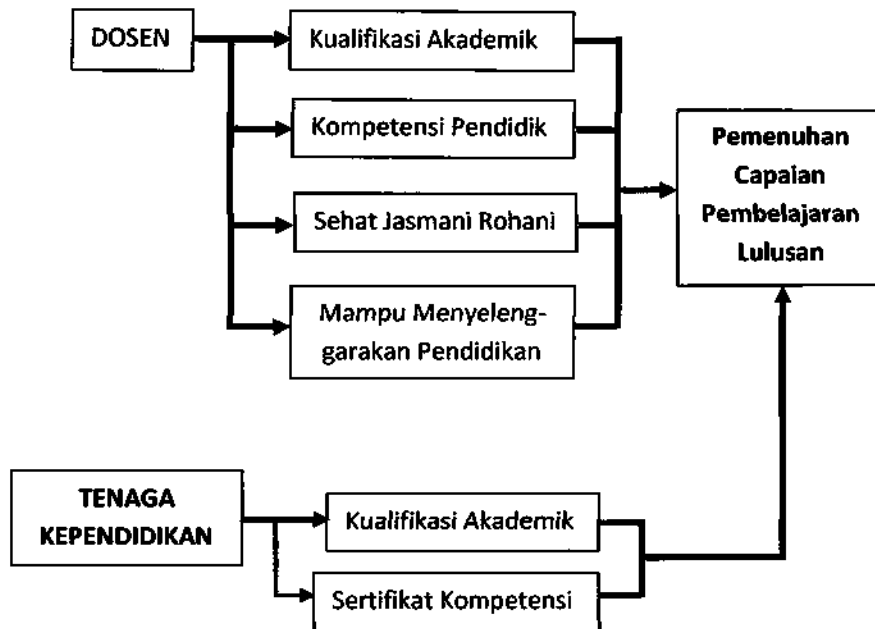 DOSEN
Kualifikasi Akademik
Kompetensi Pendidik
Sehat Jasmani Rohani
Mampu Menyeleng-
garakan Pendidikan
Pemenuhan
Capaian
Pembelajaran
Lulusan
TENAGA
KEPENDIDIKAN
Kualifikasi Akademik
Sertifikat Kompetensi